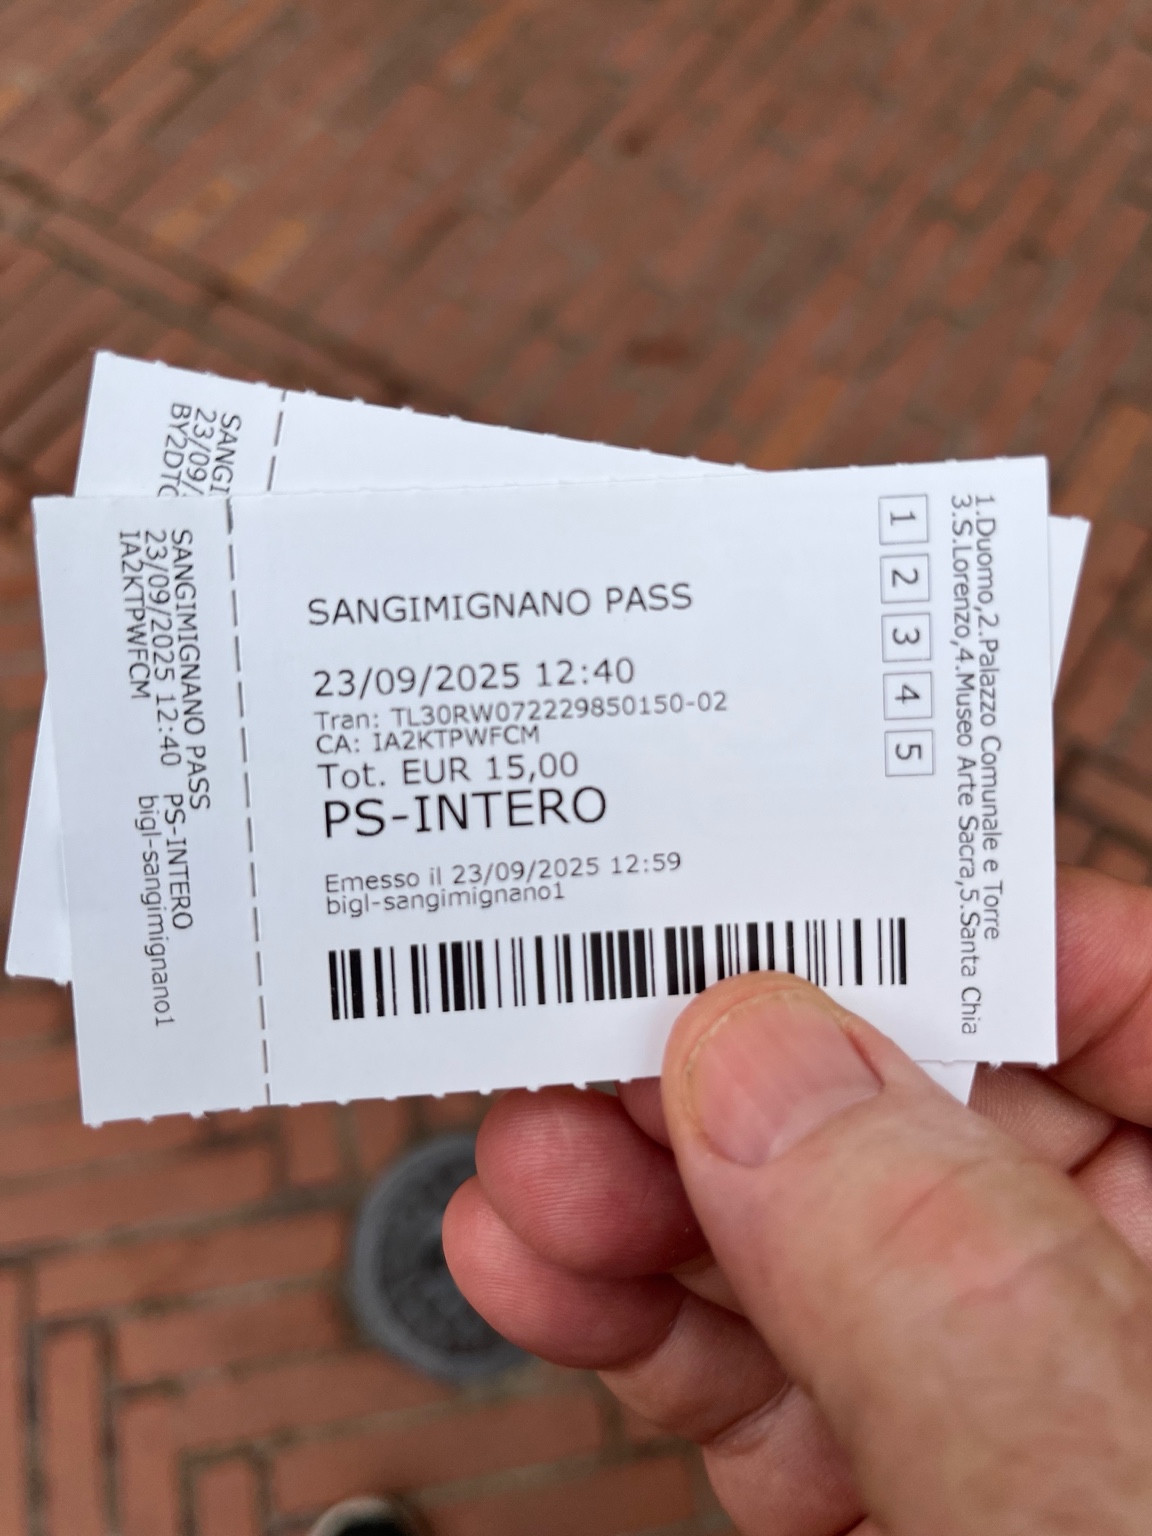 SANGI
23/09/
BY2DTC
SANGIMIGNANO PASS
23/09/2025 12:40 PS-INTERO
IA2KTPWFCM bigl-sangimignano1
SANGIMIGNANO PASS
23/09/2025 12:40
Tran: TL30RW072229850150-02
CA: IA2KTPWFCM
Tot. EUR 15,00
PS-INTERO
Emesso il 23/09/2025 12:59
bigl-sangimignano1
1 2 3 4 5
1.Duomo,2.Palazzo Comunale e Torre
3.S.Lorenzo,4.Museo Arte Sacra,5.Santa Chia